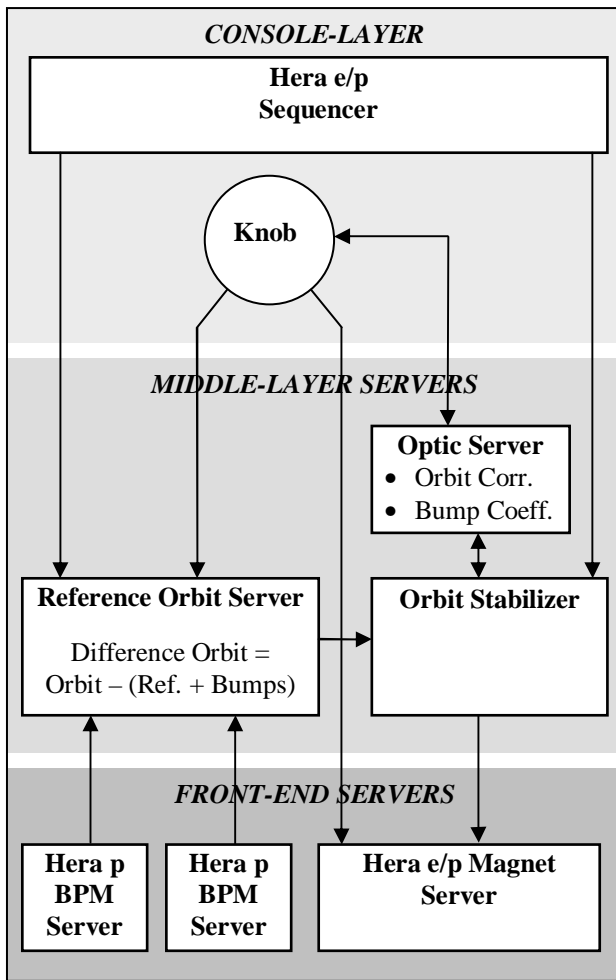 CONSOLE-LAYER
Hera e/p
Sequencer
Knob
MIDDLE-LAYER SERVERS
Optic Server
• Orbit Corr.
• Bump Coeff.
Reference Orbit Server
Difference Orbit =
Orbit – (Ref. + Bumps)
Orbit Stabilizer
FRONT-END SERVERS
Hera p
BPM
Server
Hera p
BPM
Server
Hera e/p Magnet
Server